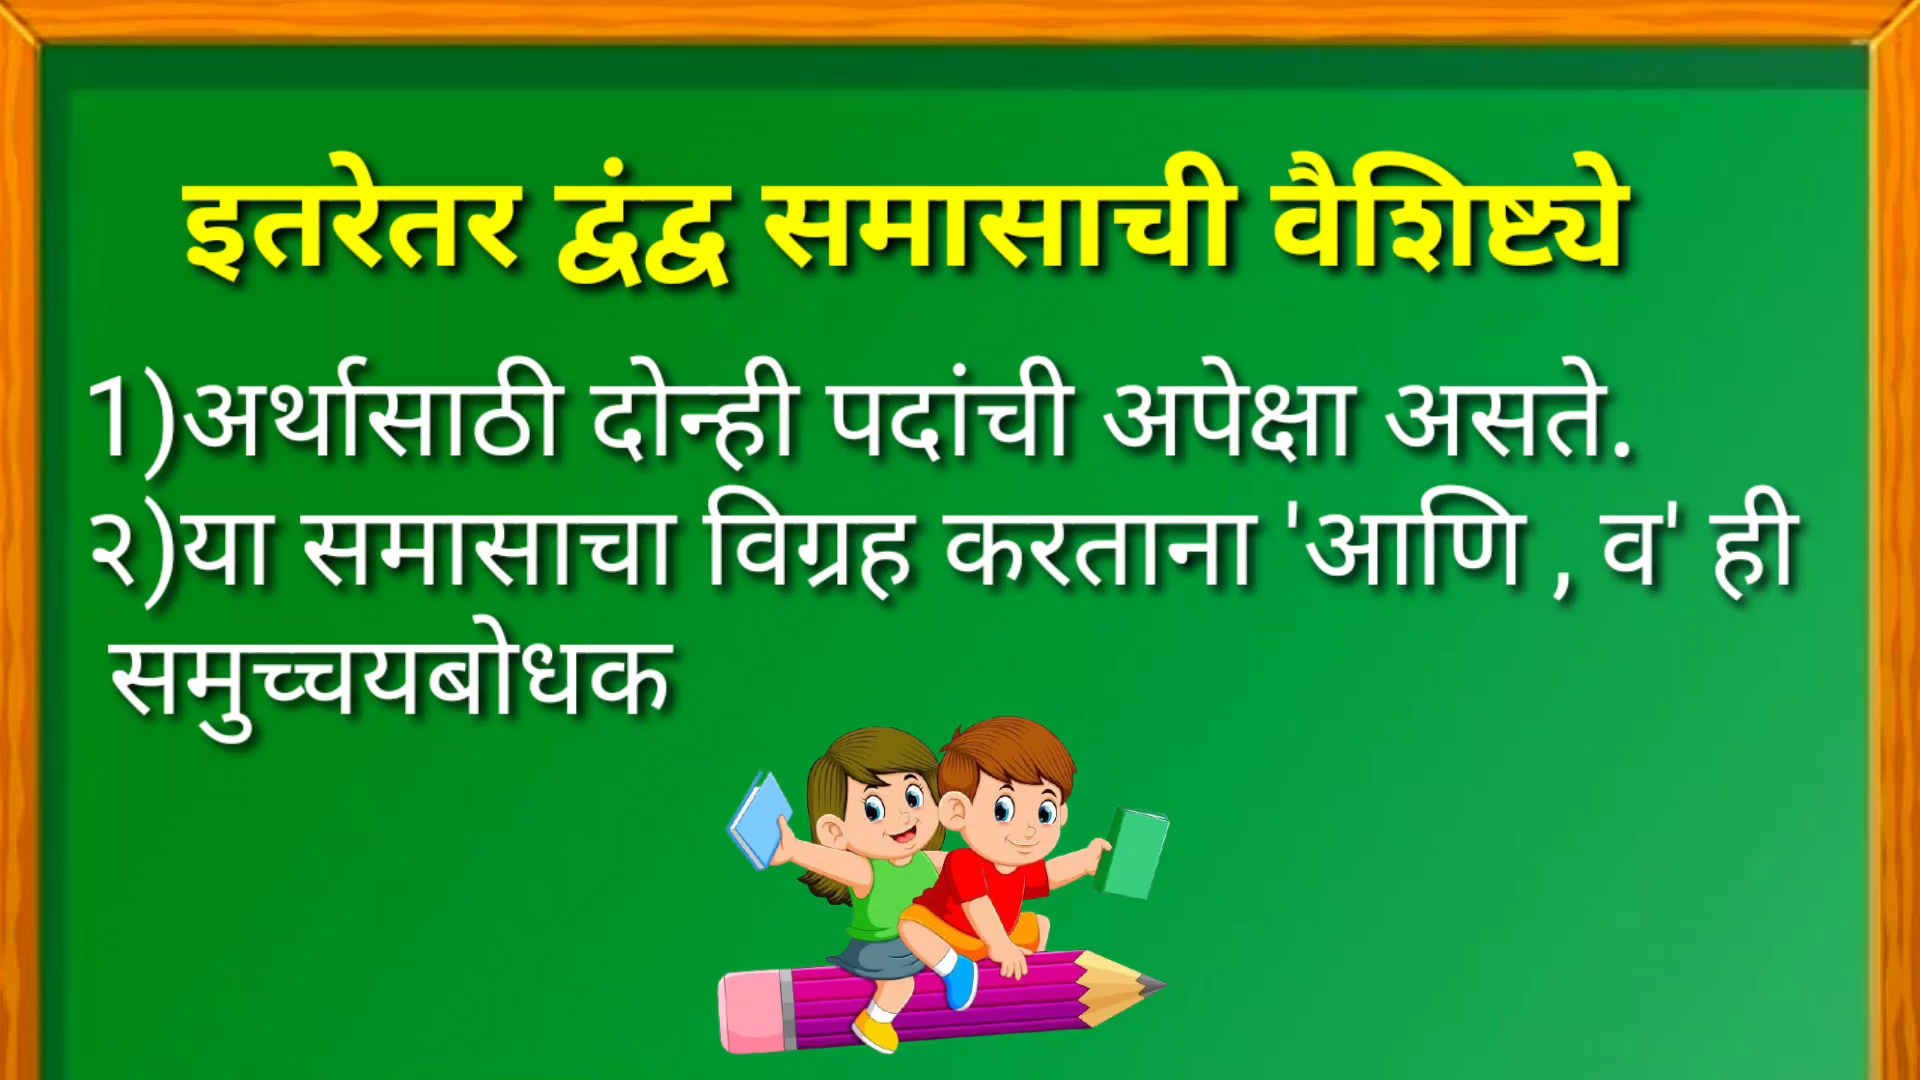 इतरेतर द्वंद्व समासाची वैशिष्ट्ये
1)अर्थासाठी दोन्ही पदांची अपेक्षा असते.
२)या समासाचा विग्रह करताना 'आणि , व' ही
समुच्चयबोधक